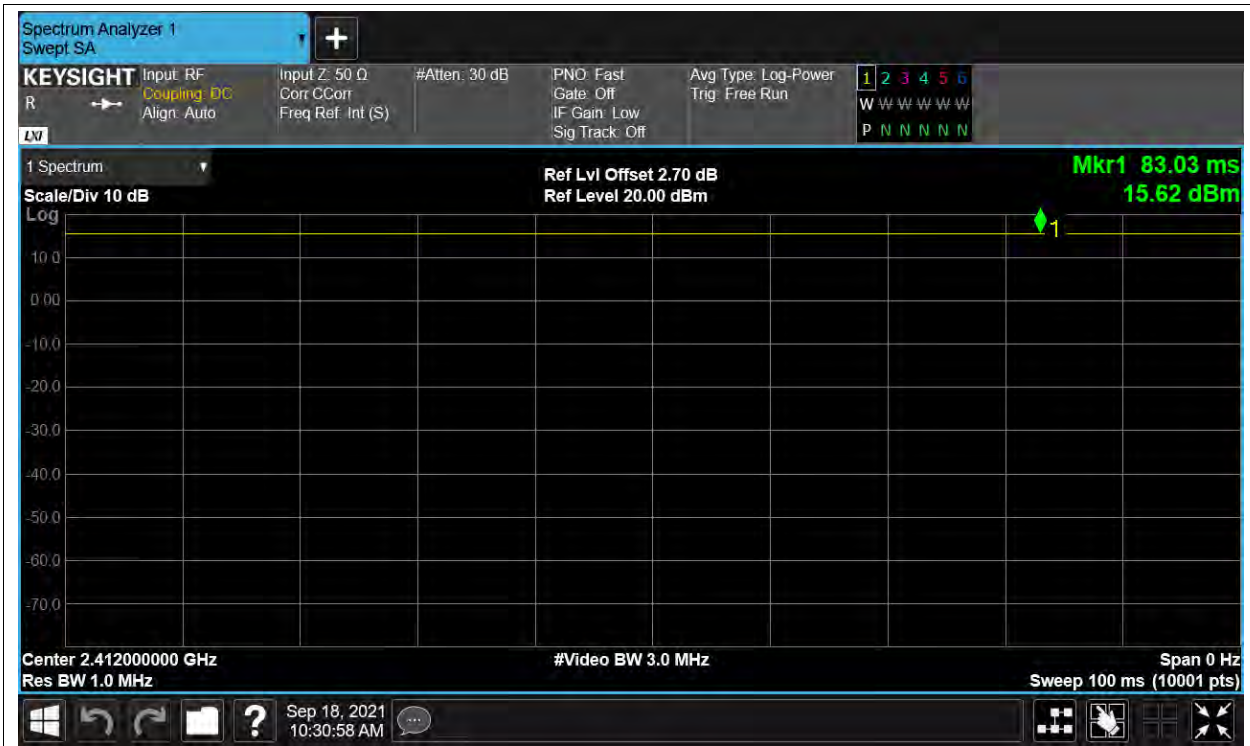 Spectrum Analyzer 1
Swept SA
KEYSIGHT
R
LXI
Input: RF
Coupling: DC
Align: Auto
Input Z: 50 Ω
Corr CCorr
Freq Ref: Int (S)
#Atten: 30 dB
PNO: Fast
Gate: Off
IF Gain: Low
Sig Track: Off
Avg Type: Log-Power
Trig: Free Run
1 2 3 4 5 6
W W W W W W
P N N N N N
1 Spectrum
Scale/Div 10 dB
Ref Lvl Offset 2.70 dB
Ref Level 20.00 dBm
Mkr1 83.03 ms
15.62 dBm
Log
1
10.0
0.00
-10.0
-20.0
-30.0
-40.0
-50.0
-60.0
-70.0
Center 2.412000000 GHz
Res BW 1.0 MHz
#Video BW 3.0 MHz
Span 0 Hz
Sweep 100 ms (10001 pts)
?
Sep 18, 2021
10:30:58 AM